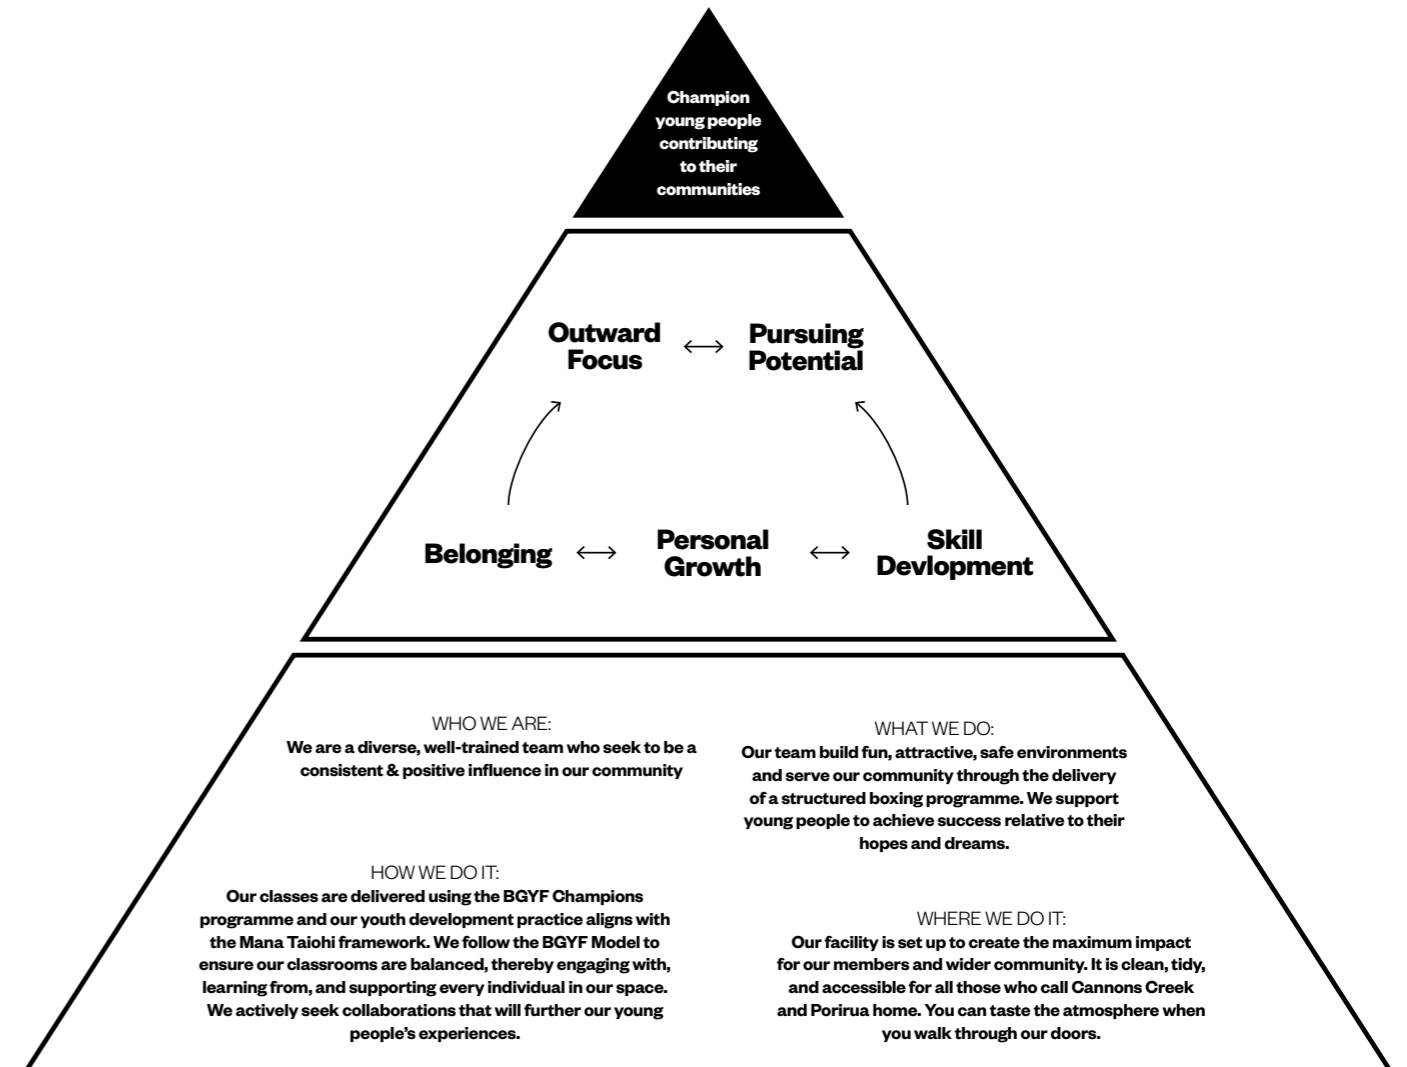 Champion
young people
contributing
to their
communities
Outward
Focus
Pursuing
Potential
Belonging
Personal
Growth
Skill
Devlopment
WHO WE ARE:
We are a diverse, well-trained team who seek to be a
consistent & positive influence in our community
WHAT WE DO:
Our team build fun, attractive, safe environments
and serve our community through the delivery
of a structured boxing programme. We support
young people to achieve success relative to their
hopes and dreams.
HOW WE DO IT:
Our classes are delivered using the BGYF Champions
programme and our youth development practice aligns with
the Mana Taiohi framework. We follow the BGYF Model to
ensure our classrooms are balanced, thereby engaging with,
learning from, and supporting every individual in our space.
We actively seek collaborations that will further our young
people’s experiences.
WHERE WE DO IT:
Our facility is set up to create the maximum impact
for our members and wider community. It is clean, tidy,
and accessible for all those who call Cannons Creek
and Porirua home. You can taste the atmosphere when
you walk through our doors.